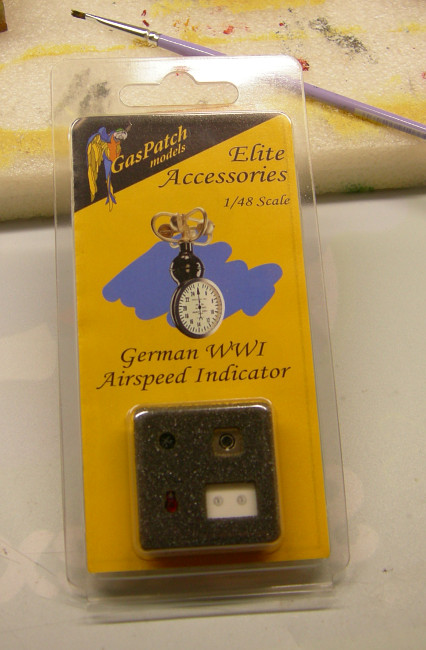 GasPatch
models
Elite
Accessories
1/48 Scale
German WWI
Airspeed Indicator